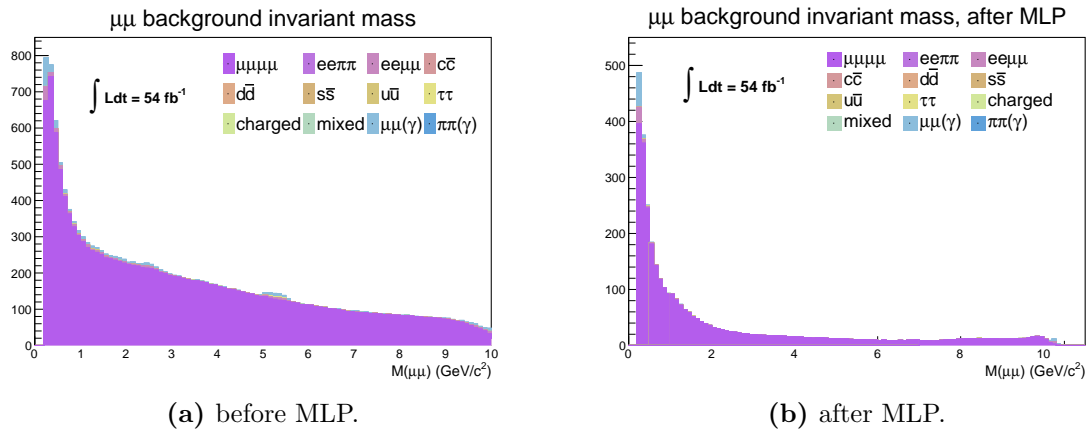 μμ background invariant mass
800
700
600
500
400
300
200
100
0
∫ Ldt = 54 fb⁻¹
μμμμ eeππ eeμμ cc̅
dd̅ ss̅ uu̅ ττ
charged mixed μμ(γ) ππ(γ)
0 1 2 3 4 5 6 7 8 9 10
M(μμ) (GeV/c²)
(a) before MLP.
μμ background invariant mass, after MLP
500
400
300
200
100
0
∫ Ldt = 54 fb⁻¹
μμμμ eeππ eeμμ
cc̅ dd̅ ss̅
uu̅ ττ charged
mixed μμ(γ) ππ(γ)
0 2 4 6 8 10
M(μμ) (GeV/c²)
(b) after MLP.